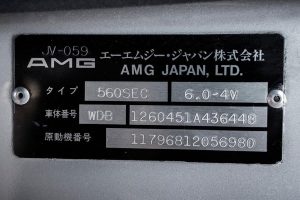 JV-059
AMG エーエムジー・ジャパン株式会社
AMG JAPAN, LTD.
タイプ 560SEC 6.0-4V
車体番号 WDB 1260451A436448
原動機番号 11796812056980